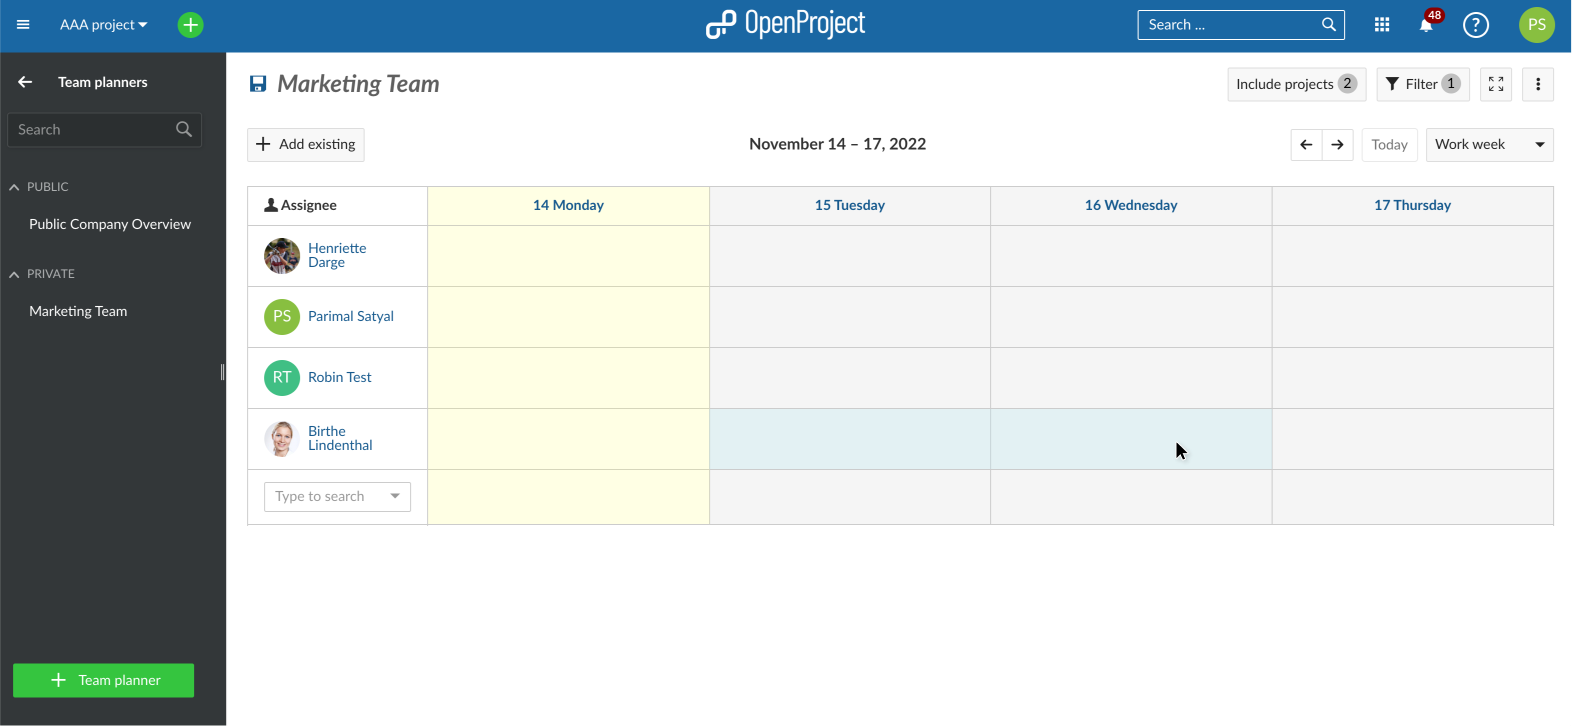 AAA project
OpenProject
Search ...
48
PS
Team planners
Search
PUBLIC
Public Company Overview
PRIVATE
Marketing Team
Team planner
Marketing Team
Include projects 2
Filter 1
Add existing
November 14 – 17, 2022
Today
Work week
Assignee
14 Monday
15 Tuesday
16 Wednesday
17 Thursday
Henriette
Darge
PS
Parimal Satyal
RT
Robin Test
Birthe
Lindenthal
Type to search